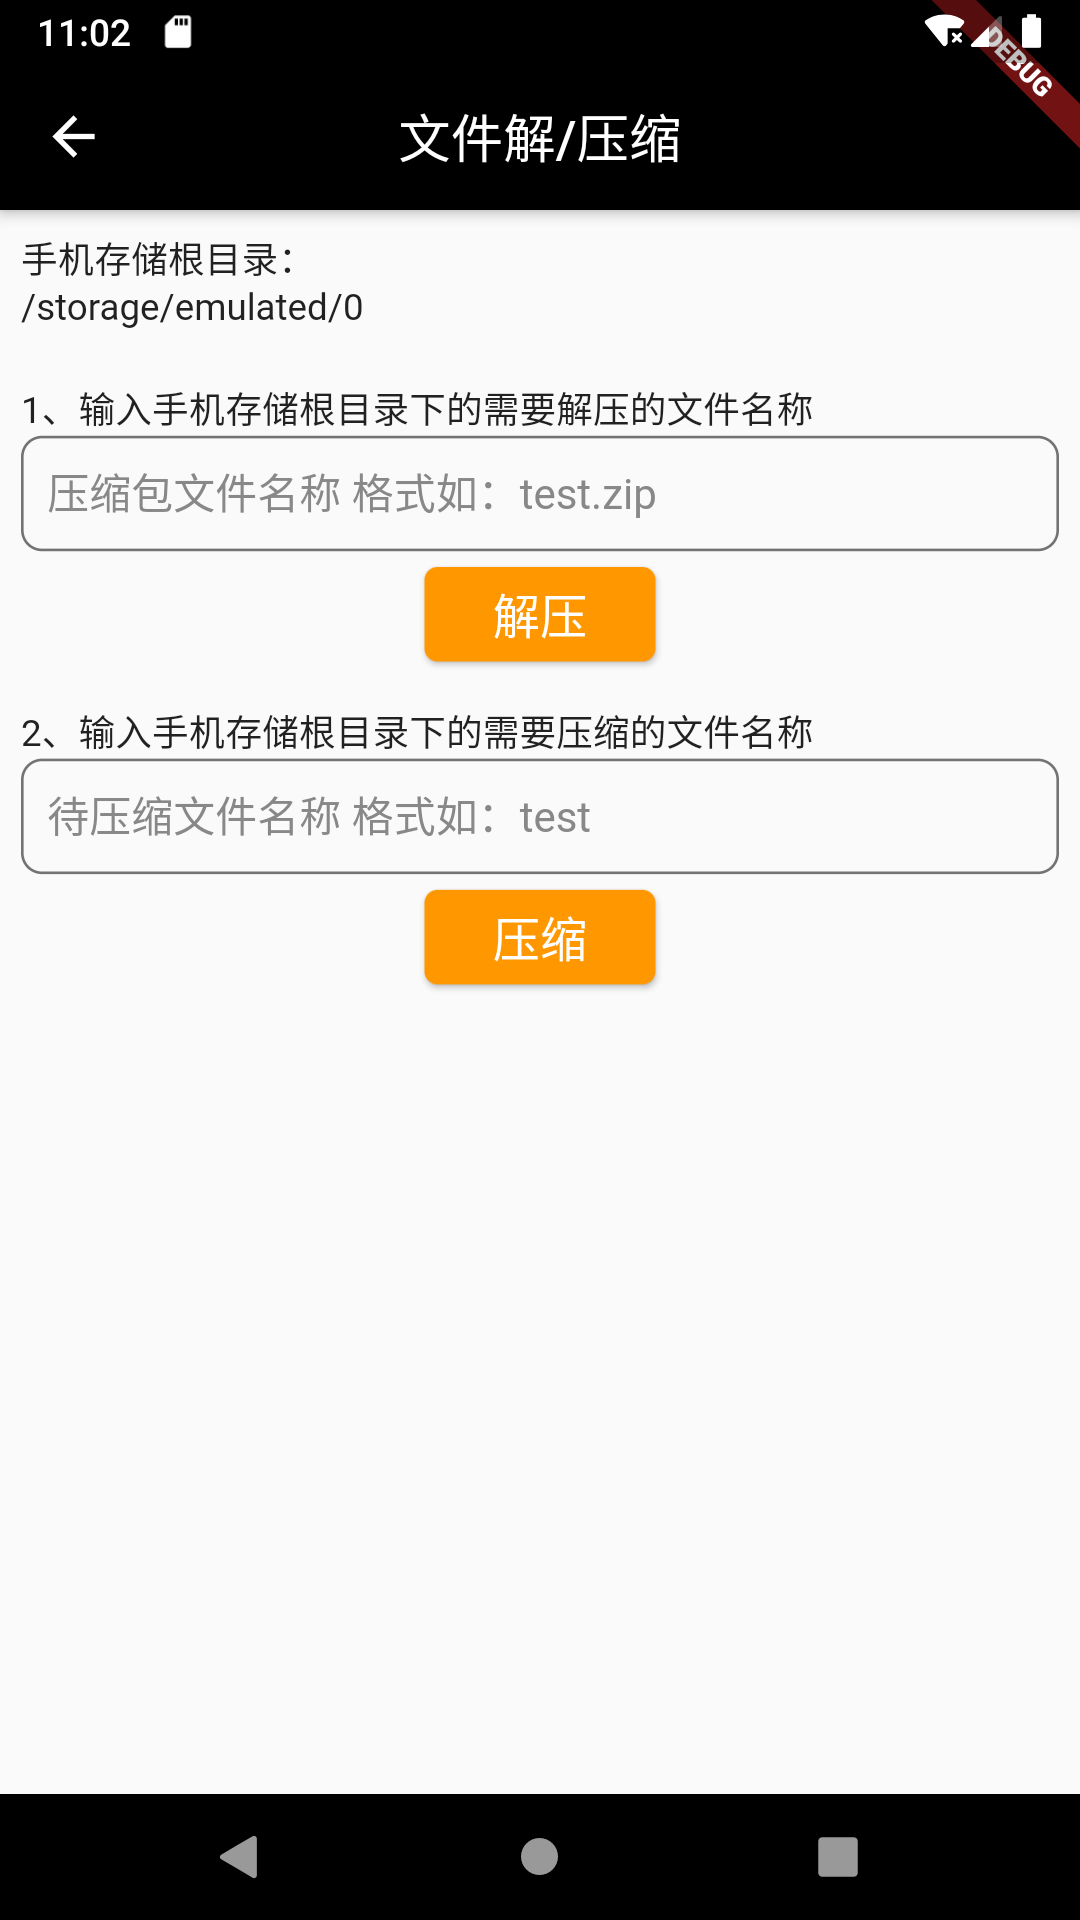 11:02
DEBUG
文件解/压缩
手机存储根目录：
/storage/emulated/0
1、输入手机存储根目录下的需要解压的文件名称
压缩包文件名称 格式如：test.zip
解压
2、输入手机存储根目录下的需要压缩的文件名称
待压缩文件名称 格式如：test
压缩